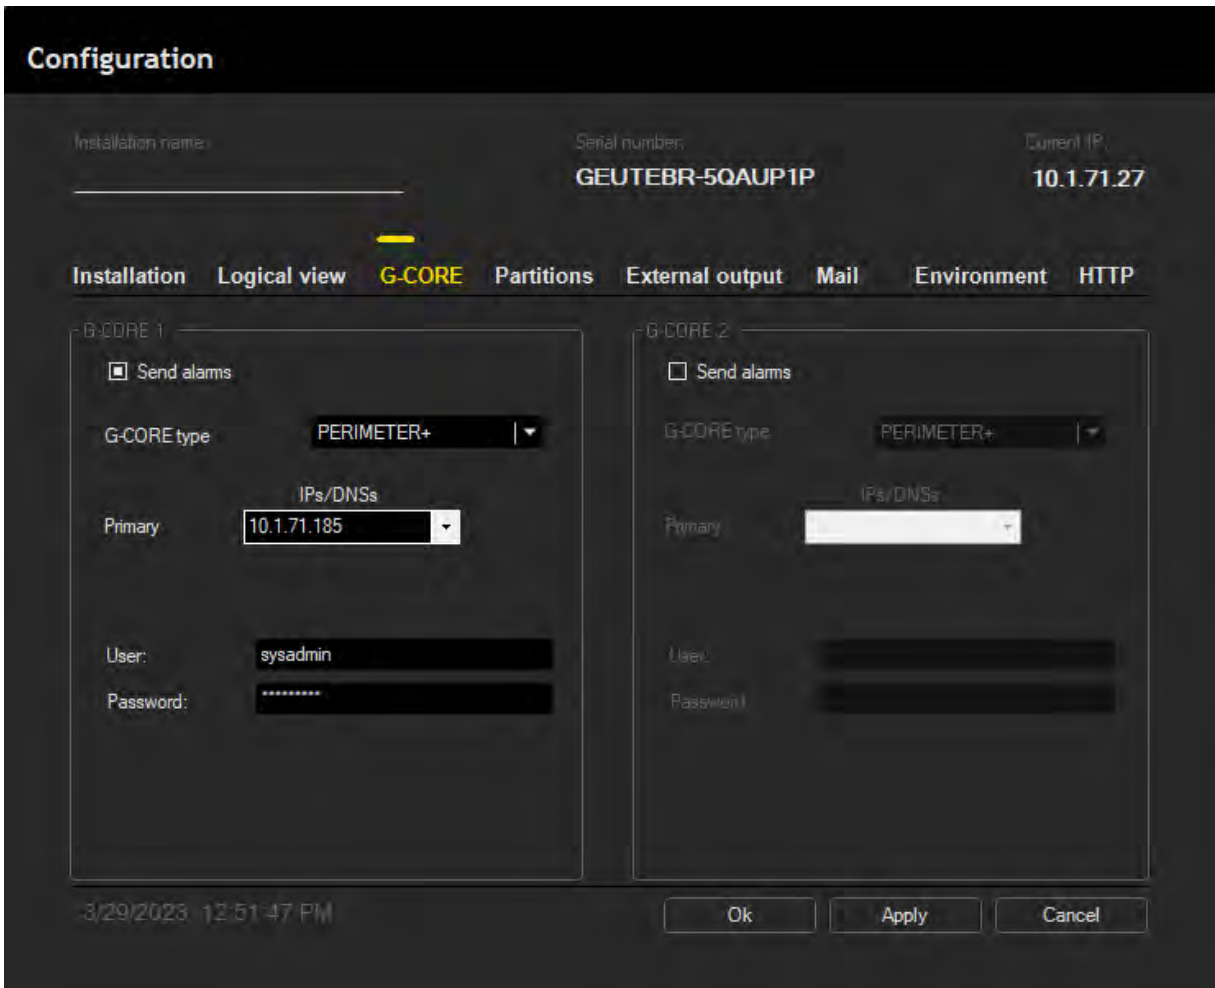 Configuration
Installation name: Serial number: Current IP:
GEUTEBR-5QAUP1P 10.1.71.27
Installation Logical view G-CORE Partitions External output Mail Environment HTTP
G-CORE 1 G-CORE 2
Send alarms Send alarms
G-CORE type PERIMETER+ G-CORE type PERIMETER+
IPs/DNSs IPs/DNSs
Primary 10.1.71.185 Primary
User: sysadmin User:
Password: ********* Password:
3/29/2023 12:51:47 PM Ok Apply Cancel